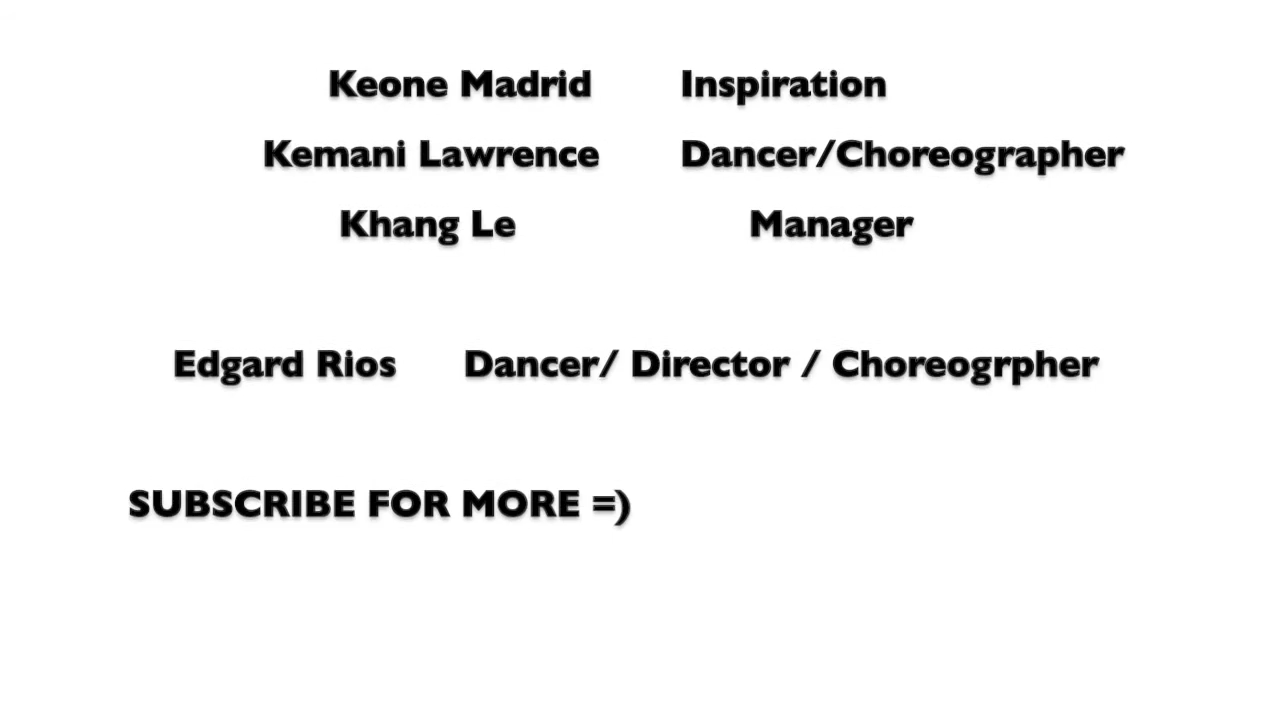 Keone Madrid Inspiration
Kemani Lawrence Dancer/Choreographer
Khang Le Manager
Edgard Rios Dancer/ Director / Choreogrpher
SUBSCRIBE FOR MORE =)